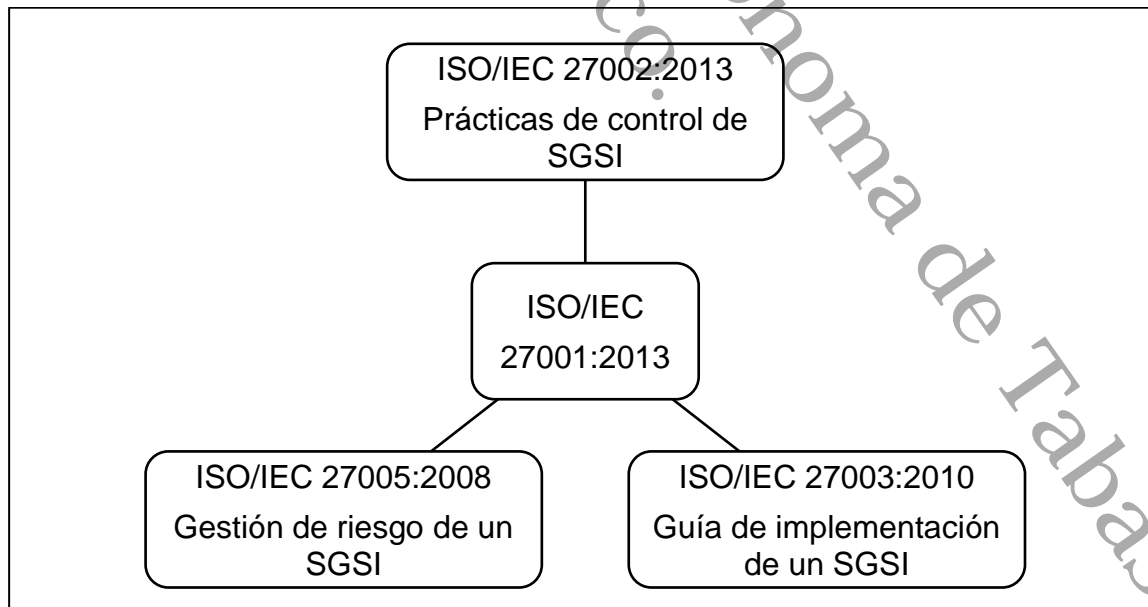 ISO/IEC 27002:2013
Prácticas de control de
SGSI
ISO/IEC
27001:2013
ISO/IEC 27005:2008
Gestión de riesgo de un
SGSI
ISO/IEC 27003:2010
Guía de implementación
de un SGSI
de